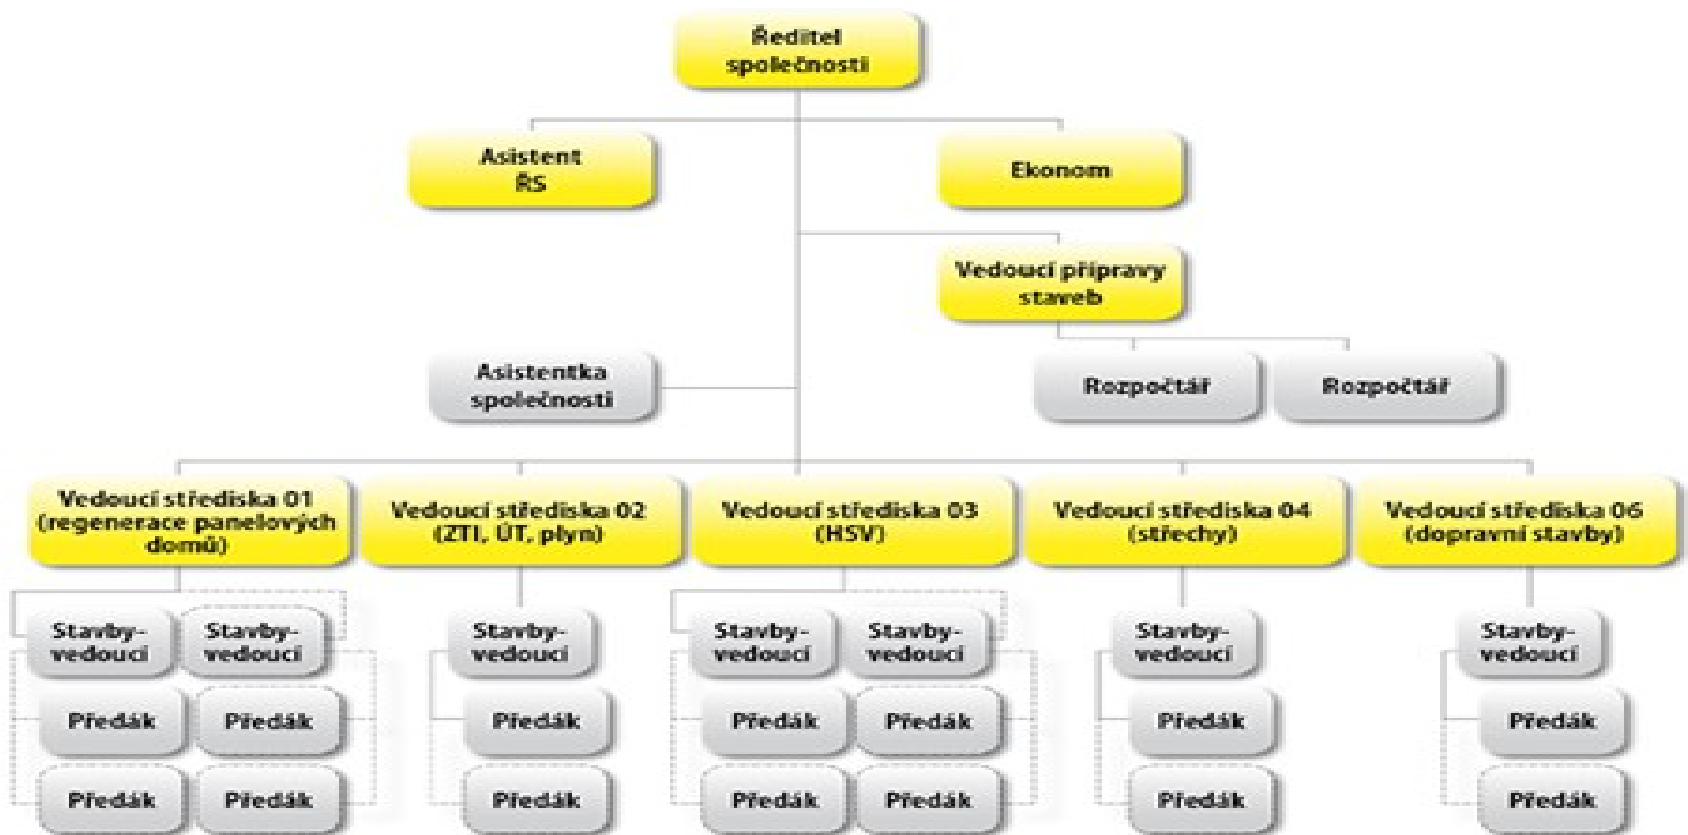 Ředitel
společnosti
Asistent
ŘS
Ekonom
Vedoucí přípravy
staveb
Asistentka
společnosti
Rozpočtář
Rozpočtář
Vedoucí střediska 01
(regenerace panelových
domů)
Vedoucí střediska 02
(ZTI, ÚT, plyn)
Vedoucí střediska 03
(HSV)
Vedoucí střediska 04
(střechy)
Vedoucí střediska 06
(dopravní stavby)
Stavby-
vedoucí
Stavby-
vedoucí
Stavby-
vedoucí
Stavby-
vedoucí
Stavby-
vedoucí
Stavby-
vedoucí
Stavby-
vedoucí
Předák
Předák
Předák
Předák
Předák
Předák
Předák
Předák
Předák
Předák
Předák
Předák
Předák
Předák